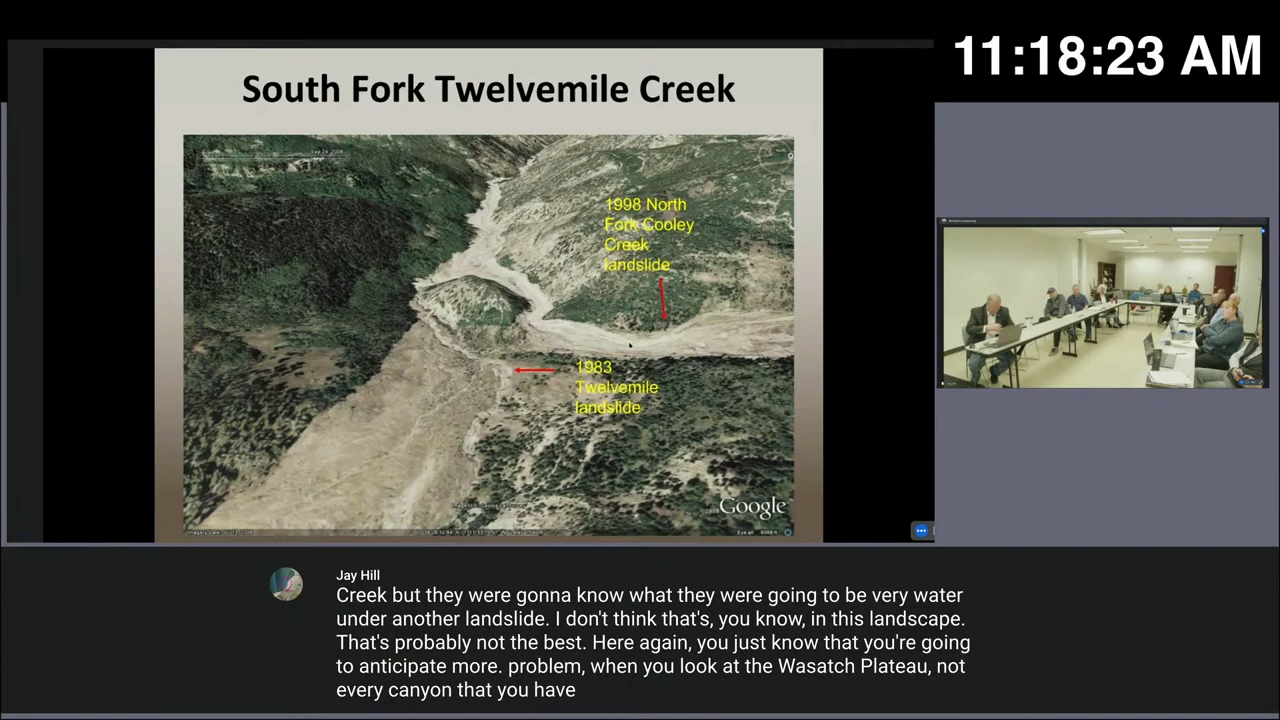 11:18:23 AM
South Fork Twelvemile Creek
1998 North
Fork Cooley
Creek
landslide
1983
Twelvemile
landslide
Google
Jay Hill
Creek but they were gonna know what they were going to be very water
under another landslide. I don't think that's, you know, in this landscape.
That's probably not the best. Here again, you just know that you're going
to anticipate more. problem, when you look at the Wasatch Plateau, not
every canyon that you have